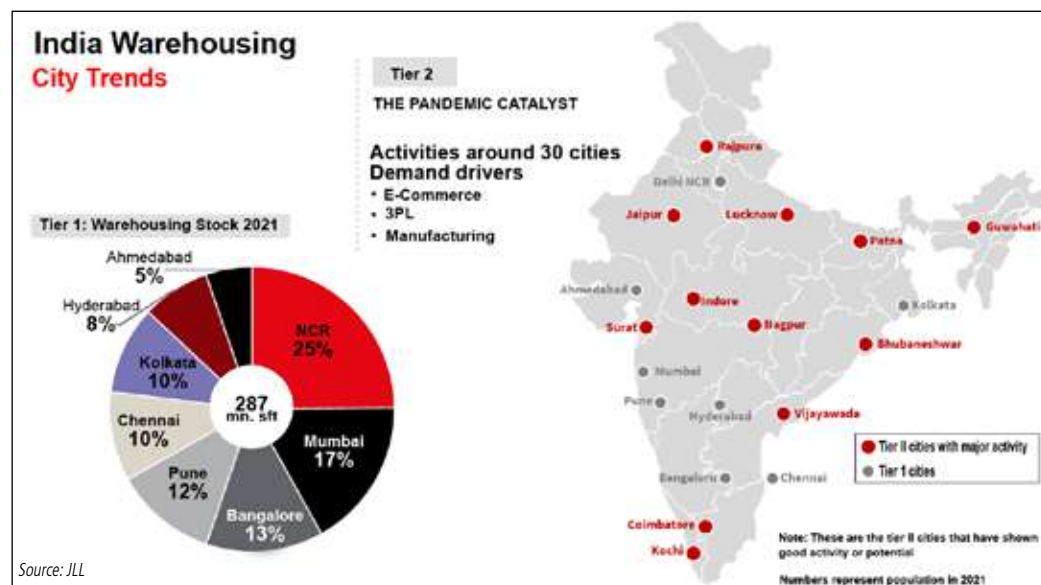 India Warehousing
City Trends
Tier 2
THE PANDEMIC CATALYST
Activities around 30 cities
Demand drivers
• E-Commerce
• 3PL
• Manufacturing
Tier 1: Warehousing Stock 2021
Ahmedabad
5%
Hyderabad
8%
Kolkata
10%
Chennai
10%
Pune
12%
Bangalore
13%
Mumbai
17%
NCR
25%
287
mn. sft
Rajpura
Delhi NCR
Jaipur
Lucknow
Guwahati
Patna
Ahmedabad
Indore
Kolkata
Surat
Nagpur
Bhubaneshwar
Mumbai
Pune
Hyderabad
Vijayawada
Bengaluru
Chennai
Coimbatore
Kochi
Tier II cities with major activity
Tier 1 cities
Note: These are the tier II cities that have shown
good activity or potential
Numbers represent population in 2021
Source: JLL